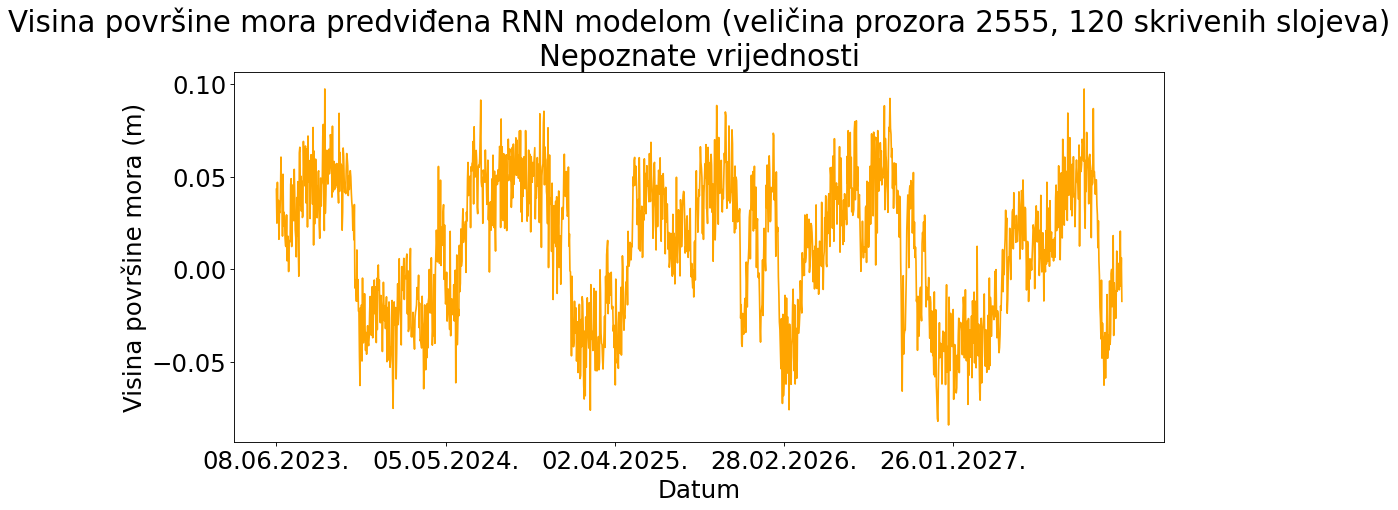 Visina površine mora predviđena RNN modelom (veličina prozora 2555, 120 skrivenih slojeva)
Nepoznate vrijednosti
Visina površine mora (m)
0.10
0.05
0.00
−0.05
08.06.2023. 05.05.2024. 02.04.2025. 28.02.2026. 26.01.2027.
Datum